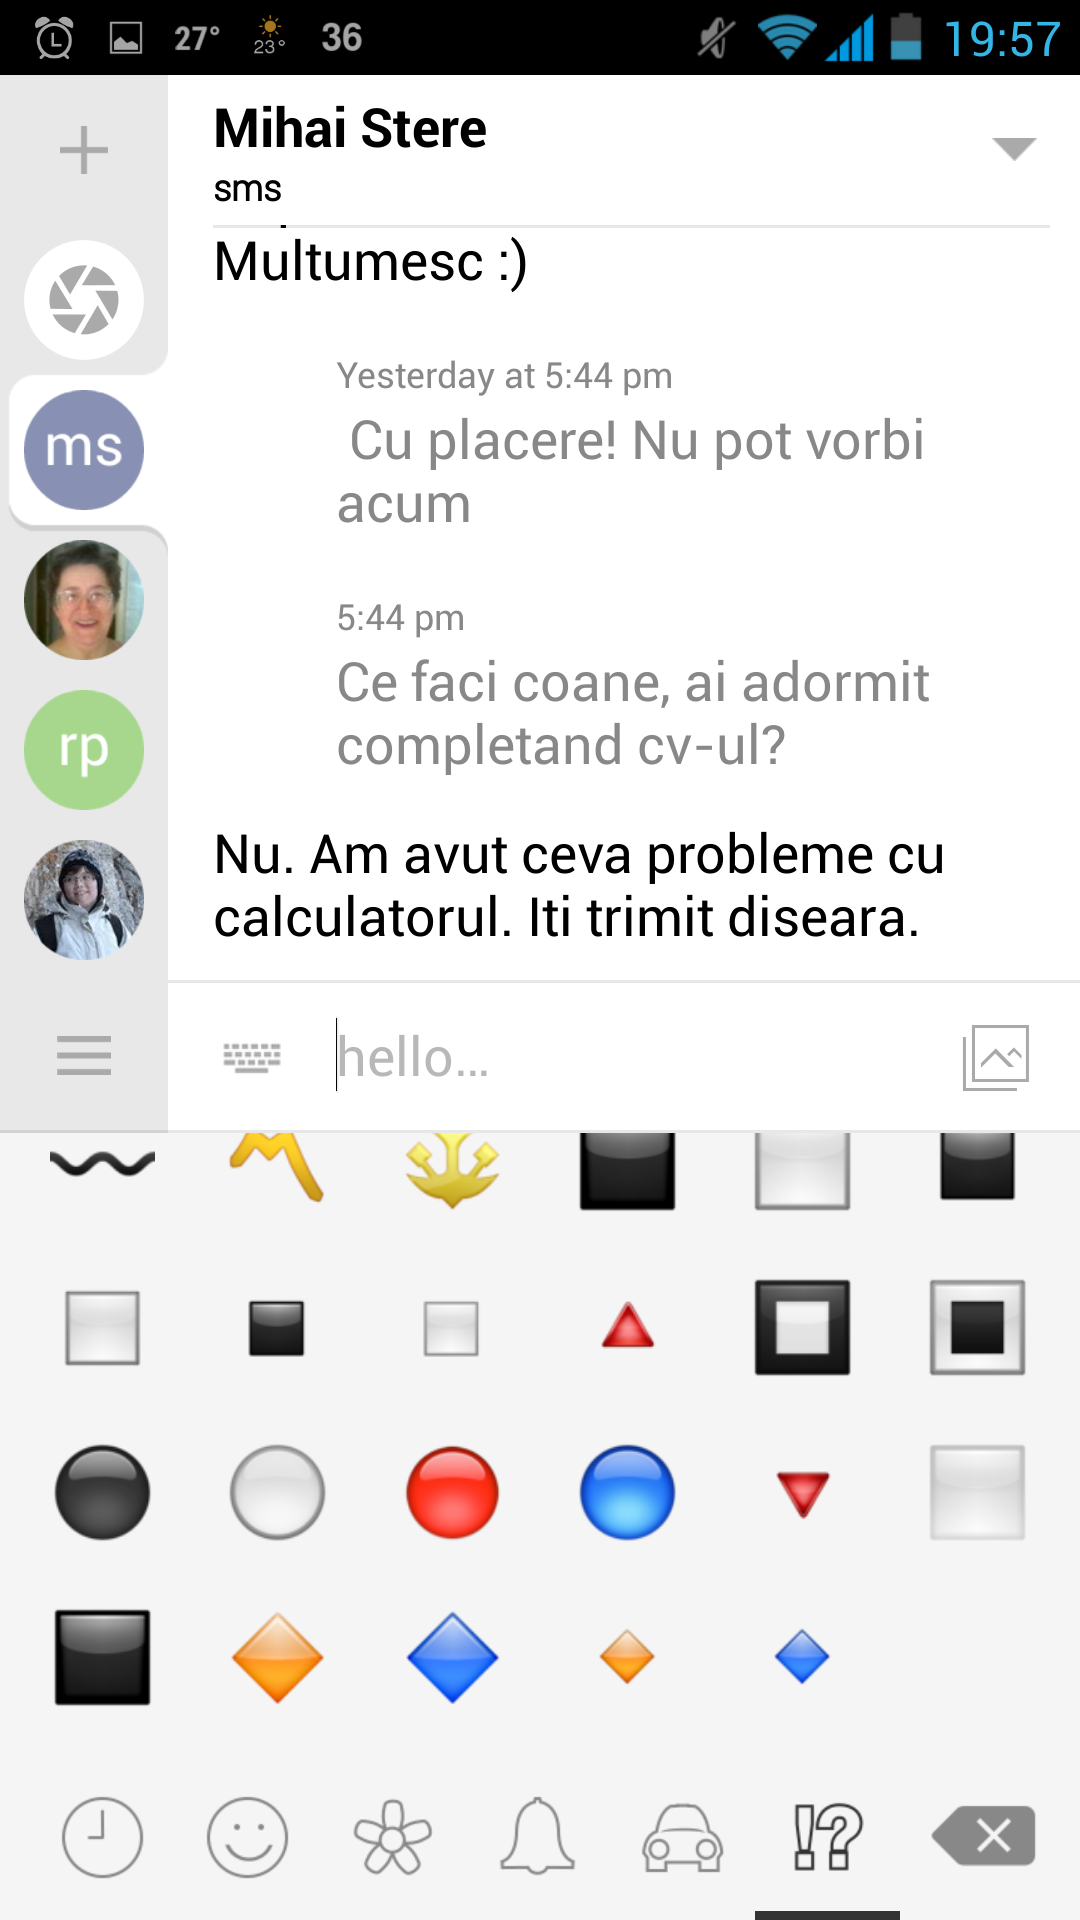 27° 23° 36 19:57
Mihai Stere
sms
Multumesc :)
Yesterday at 5:44 pm
Cu placere! Nu pot vorbi
acum
5:44 pm
Ce faci coane, ai adormit
completand cv-ul?
Nu. Am avut ceva probleme cu
calculatorul. Iti trimit diseara.
ms
rp
hello...
!?